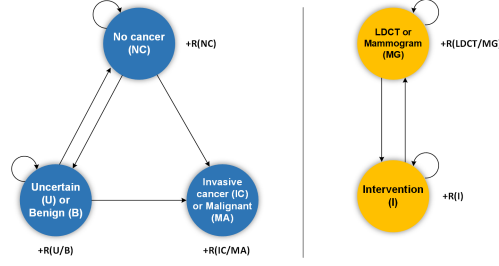 No cancer
(NC)
+R(NC)
Uncertain
(U) or
Benign (B)
+R(U/B)
Invasive
cancer (IC)
or Malignant
(MA)
+R(IC/MA)
LDCT or
Mammogram
(MG)
+R(LDCT/MG)
Intervention
(I)
+R(I)